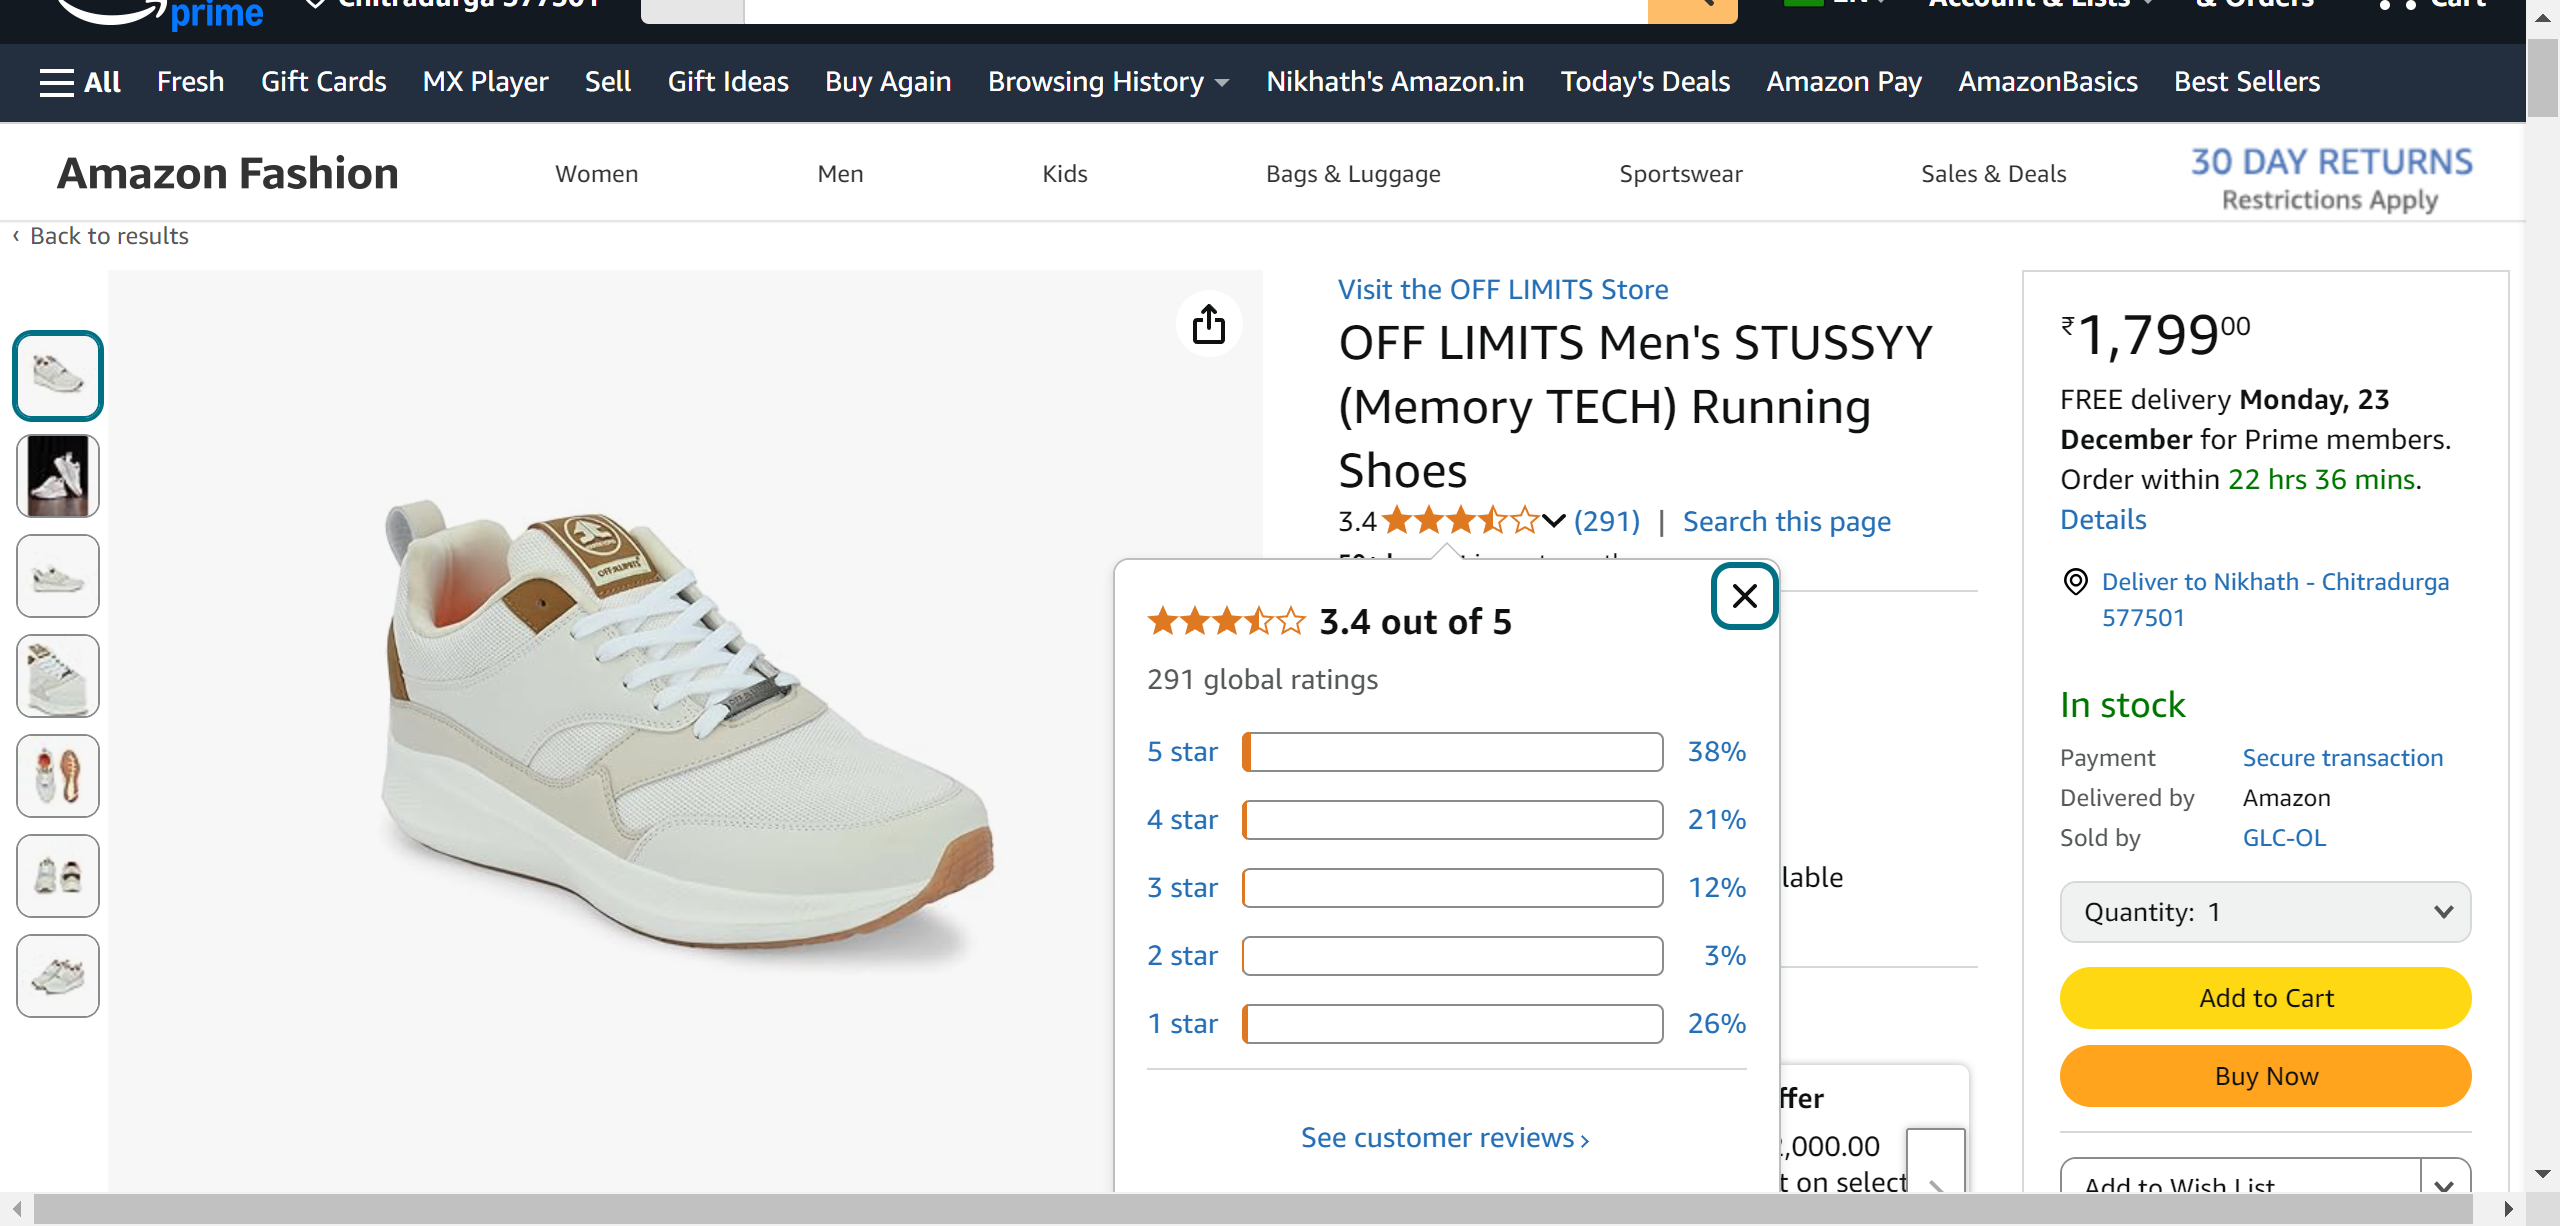 prime
Chitradurga 577501
EN
Account & Lists
& Orders
Cart
All
Fresh
Gift Cards
MX Player
Sell
Gift Ideas
Buy Again
Browsing History
Nikhath's Amazon.in
Today's Deals
Amazon Pay
AmazonBasics
Best Sellers
Amazon Fashion
Women
Men
Kids
Bags & Luggage
Sportswear
Sales & Deals
30 DAY RETURNS
Restrictions Apply
‹ Back to results
OFF LIMITS
Visit the OFF LIMITS Store
OFF LIMITS Men's STUSSYY
(Memory TECH) Running
Shoes
3.4 (291) | Search this page
3.4 out of 5
291 global ratings
5 star 38%
4 star 21%
3 star 12%
2 star 3%
1 star 26%
See customer reviews ›
lable
ffer
,000.00
t on select
₹1,79900
FREE delivery Monday, 23
December for Prime members.
Order within 22 hrs 36 mins.
Details
Deliver to Nikhath - Chitradurga
577501
In stock
Payment Secure transaction
Delivered by Amazon
Sold by GLC-OL
Quantity: 1
Add to Cart
Buy Now
Add to Wish List